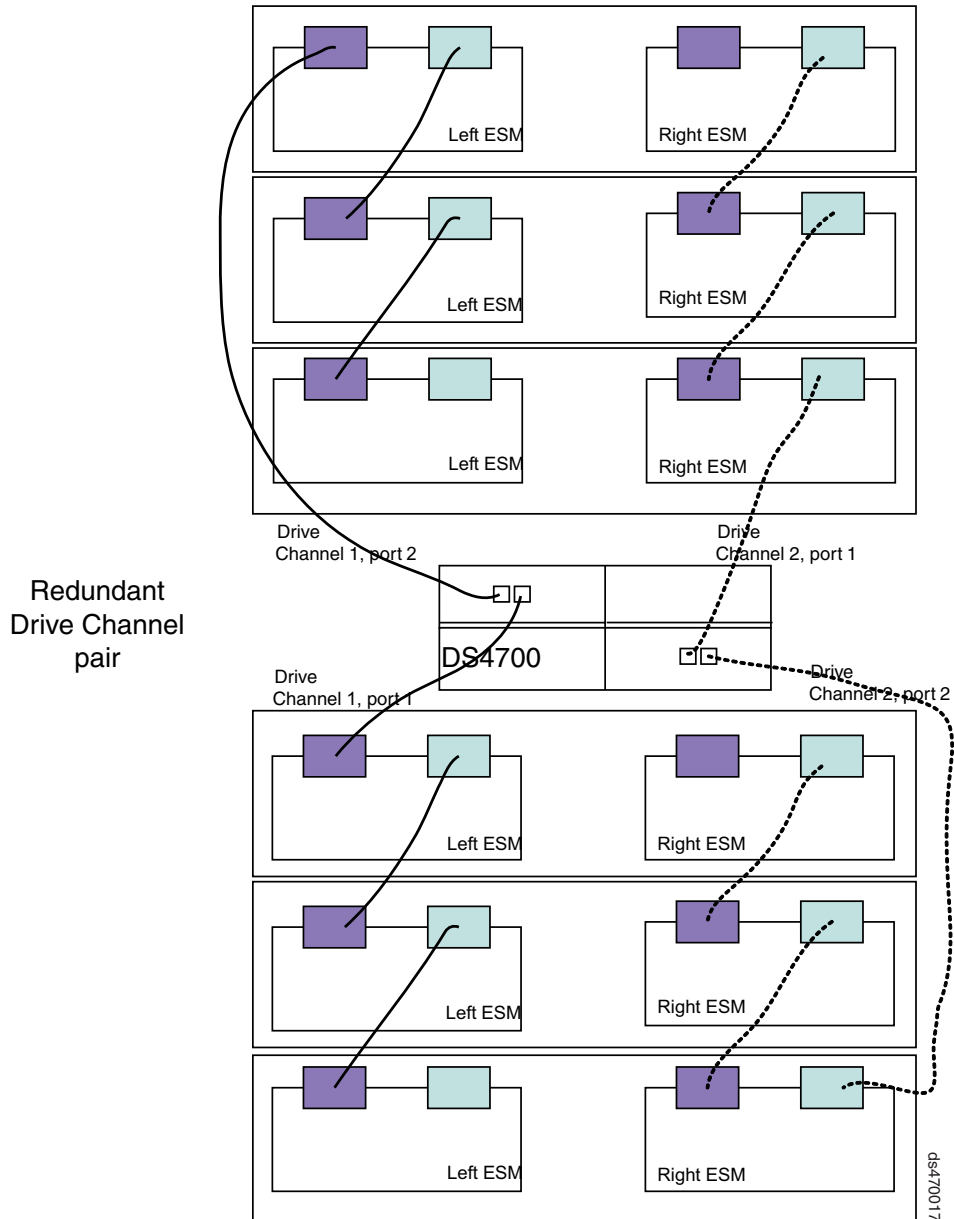 Left ESM
Right ESM
Left ESM
Right ESM
Left ESM
Right ESM
Drive
Channel 1, port 2
Drive
Channel 2, port 1
Redundant
Drive Channel
pair
DS4700
Drive
Channel 1, port 1
Drive
Channel 2, port 2
Left ESM
Right ESM
Left ESM
Right ESM
Left ESM
Right ESM
ds470017